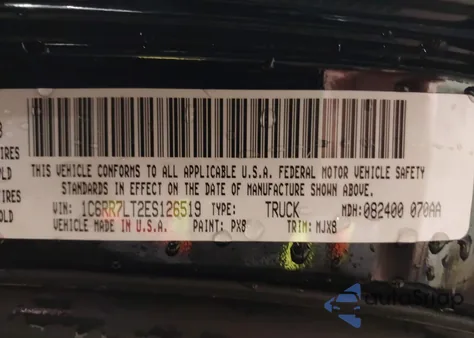 THIS VEHICLE CONFORMS TO ALL APPLICABLE U.S.A. FEDERAL MOTOR VEHICLE SAFETY
STANDARDS IN EFFECT ON THE DATE OF MANUFACTURE SHOWN ABOVE.
VIN: 1C6RR7LT2ES126519 TYPE: TRUCK MDH: 082400 070AA
VEHICLE MADE IN U.S.A. PAINT: PX8 TRIM: MJX8
autoSnap